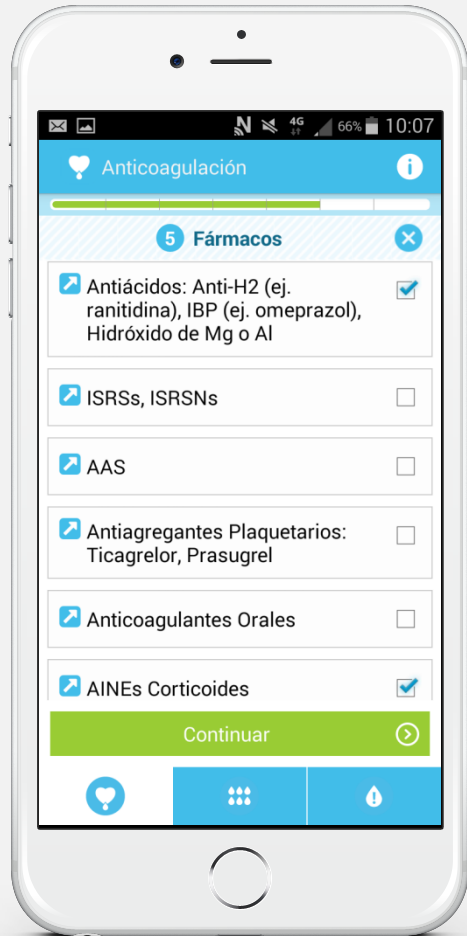 4G
66%
10:07
Anticoagulación
i
5 Fármacos
Antiácidos: Anti-H2 (ej.
ranitidina), IBP (ej. omeprazol),
Hidróxido de Mg o Al
ISRSs, ISRSNs
AAS
Antiagregantes Plaquetarios:
Ticagrelor, Prasugrel
Anticoagulantes Orales
AINEs Corticoides
Continuar